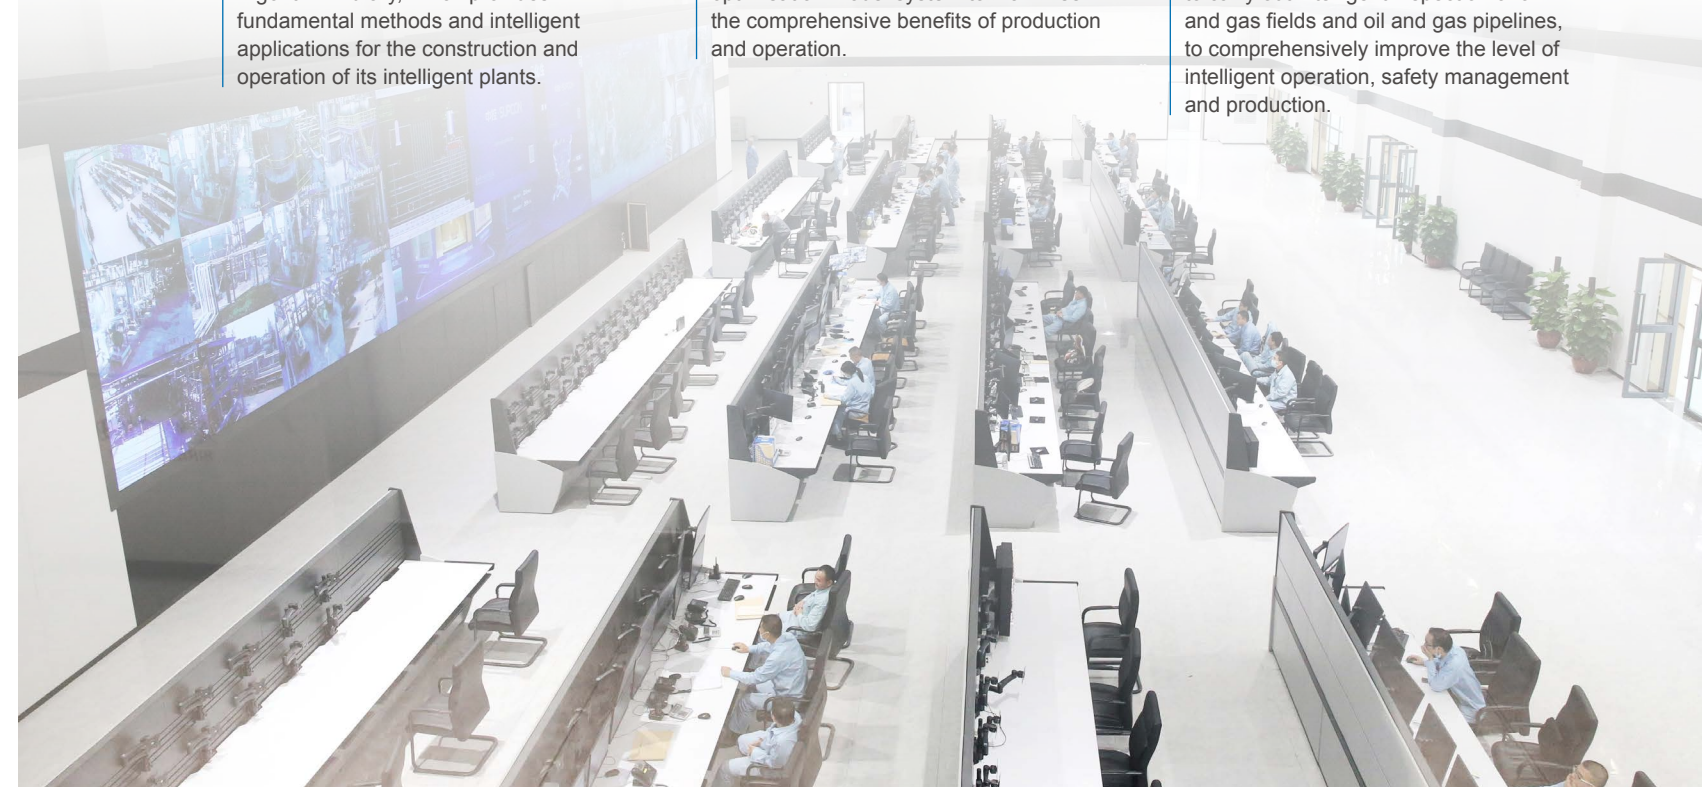 fundamental methods and intelligent
applications for the construction and
operation of its intelligent plants.
the comprehensive benefits of production
and operation.
and gas fields and oil and gas pipelines,
to comprehensively improve the level of
intelligent operation, safety management
and production.